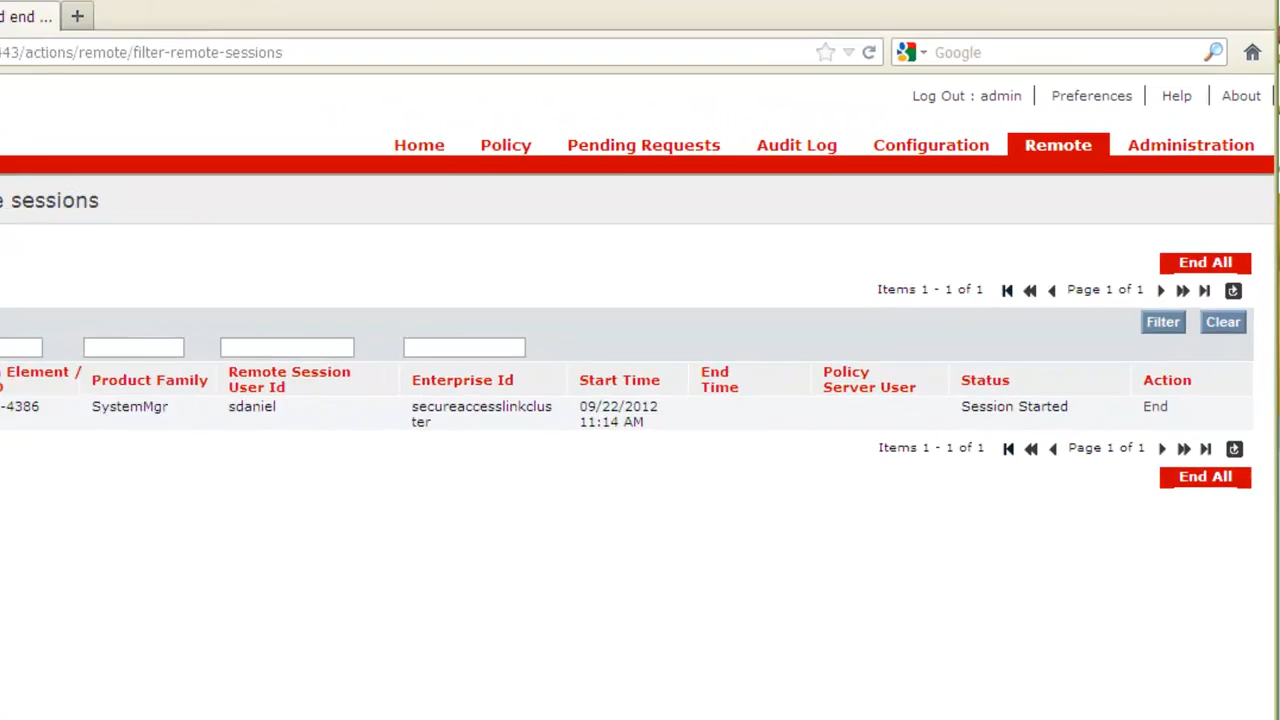 d end ...
443/actions/remote/filter-remote-sessions
Google
Log Out : admin
Preferences
Help
About
Home
Policy
Pending Requests
Audit Log
Configuration
Remote
Administration
e sessions
End All
Items 1 - 1 of 1
Page 1 of 1
Filter
Clear
Element /
Product Family
Remote Session
User Id
Enterprise Id
Start Time
End
Time
Policy
Server User
Status
Action
-4386
SystemMgr
sdaniel
secureaccesslinkclus
ter
09/22/2012
11:14 AM
Session Started
End
Items 1 - 1 of 1
Page 1 of 1
End All